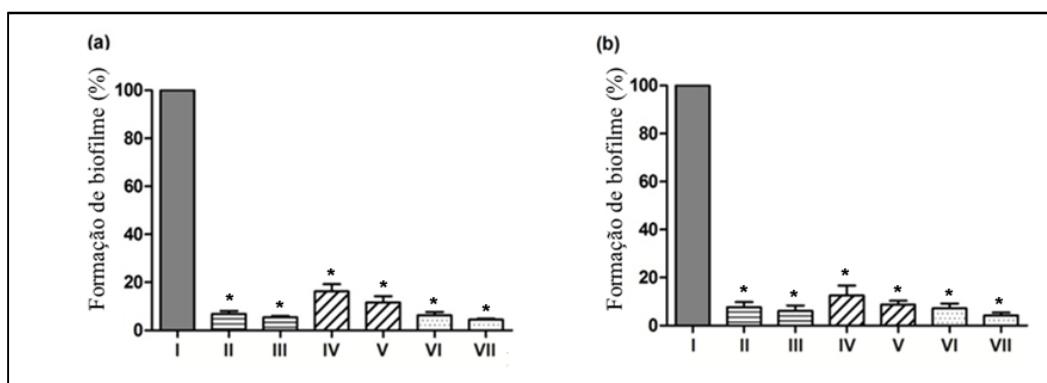 (a)
Formação de biofilme (%)
100
80
60
40
20
0
* * * * * *
I II III IV V VI VII
(b)
Formação de biofilme (%)
100
80
60
40
20
0
* * * * * *
I II III IV V VI VII